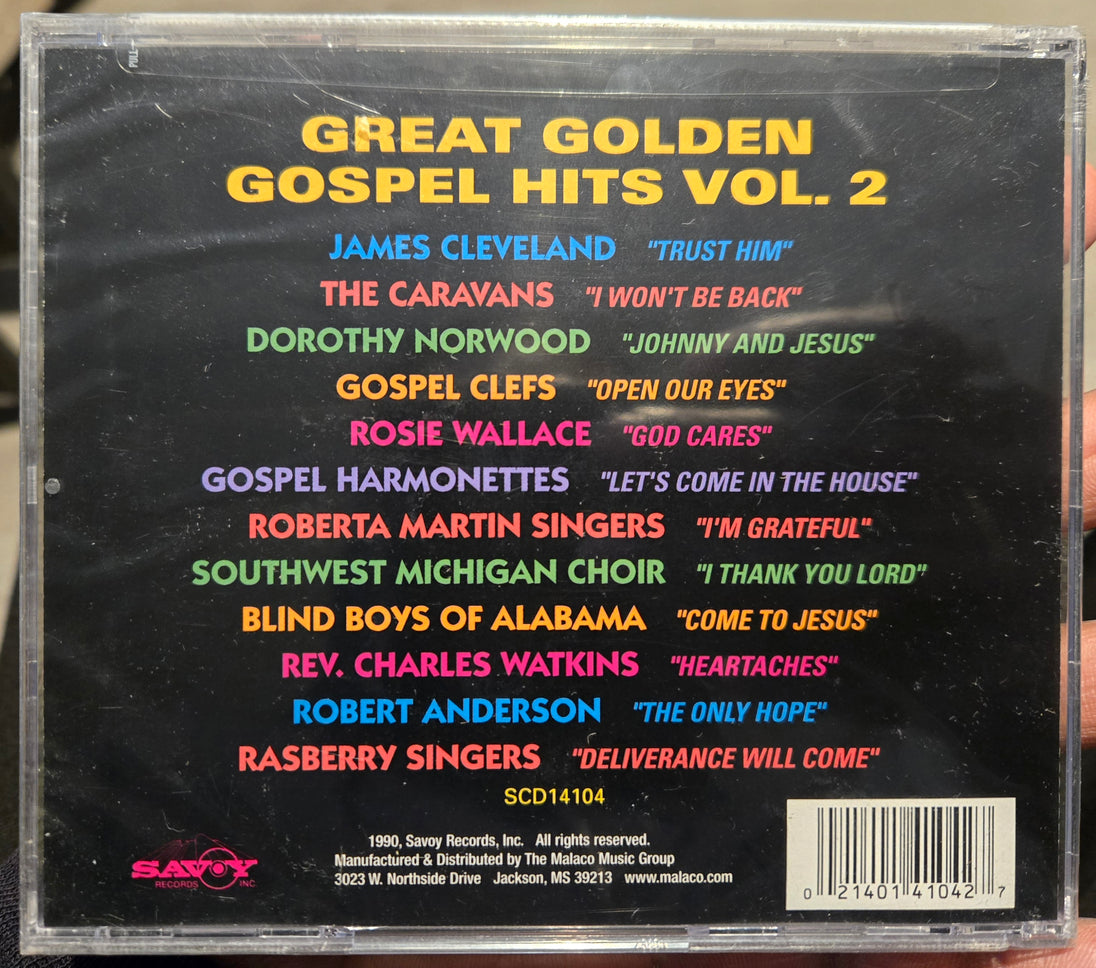 PULL
GREAT GOLDEN
GOSPEL HITS VOL. 2
JAMES CLEVELAND "TRUST HIM"
THE CARAVANS "I WON'T BE BACK"
DOROTHY NORWOOD "JOHNNY AND JESUS"
GOSPEL CLEFS "OPEN OUR EYES"
ROSIE WALLACE "GOD CARES"
GOSPEL HARMONETTES "LET'S COME IN THE HOUSE"
ROBERTA MARTIN SINGERS "I'M GRATEFUL"
SOUTHWEST MICHIGAN CHOIR "I THANK YOU LORD"
BLIND BOYS OF ALABAMA "COME TO JESUS"
REV. CHARLES WATKINS "HEARTACHES"
ROBERT ANDERSON "THE ONLY HOPE"
RASBERRY SINGERS "DELIVERANCE WILL COME"
SCD14104
SAVOY
RECORDS INC.
1990, Savoy Records, Inc. All rights reserved.
Manufactured & Distributed by The Malaco Music Group
3023 W. Northside Drive Jackson, MS 39213 www.malaco.com
0 21401 41042 7